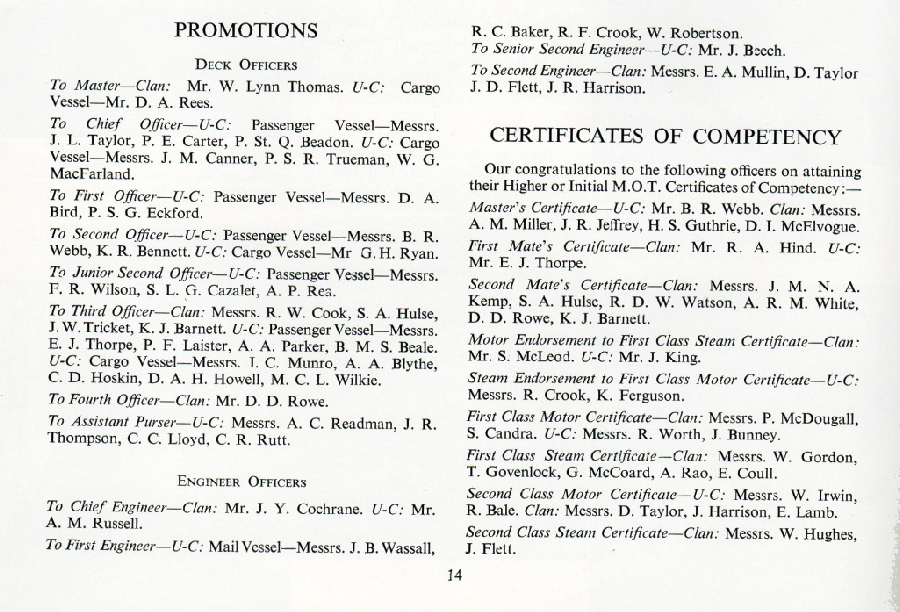 PROMOTIONS
DECK OFFICERS
To Master—Clan: Mr. W. Lynn Thomas. U-C: Cargo
Vessel—Mr. D. A. Rees.
To Chief Officer—U-C: Passenger Vessel—Messrs.
J. L. Taylor, P. E. Carter, P. St. Q. Beadon. U-C: Cargo
Vessel—Messrs. J. M. Canner, P. S. R. Trueman, W. G.
MacFarland.
To First Officer—U-C: Passenger Vessel—Messrs. D. A.
Bird, P. S. G. Eckford.
To Second Officer—U-C: Passenger Vessel—Messrs. B. R.
Webb, K. R. Bennett. U-C: Cargo Vessel—Mr G. H. Ryan.
To Junior Second Officer—U-C: Passenger Vessel—Messrs.
F. R. Wilson, S. L. G. Cazalet, A. P. Rea.
To Third Officer—Clan: Messrs. R. W. Cook, S. A. Hulse,
J. W. Tricket, K. J. Barnett. U-C: Passenger Vessel—Messrs.
E. J. Thorpe, P. F. Laister, A. A. Parker, B. M. S. Beale.
U-C: Cargo Vessel—Messrs. I. C. Munro, A. A. Blythe,
C. D. Hoskin, D. A. H. Howell, M. C. L. Wilkie.
To Fourth Officer—Clan: Mr. D. D. Rowe.
To Assistant Purser—U-C: Messrs. A. C. Readman, J. R.
Thompson, C. C. Lloyd, C. R. Rutt.
ENGINEER OFFICERS
To Chief Engineer—Clan: Mr. J. Y. Cochrane. U-C: Mr.
A. M. Russell.
To First Engineer—U-C: Mail Vessel—Messrs. J. B. Wassall,
R. C. Baker, R. F. Crook, W. Robertson.
To Senior Second Engineer—U-C: Mr. J. Beech.
To Second Engineer—Clan: Messrs. E. A. Mullin, D. Taylor
J. D. Flett, J. R. Harrison.
CERTIFICATES OF COMPETENCY
Our congratulations to the following officers on attaining
their Higher or Initial M.O.T. Certificates of Competency:—
Master's Certificate—U-C: Mr. B. R. Webb. Clan: Messrs.
A. M. Miller, J. R. Jeffrey, H. S. Guthrie, D. I. McElvogue.
First Mate's Certificate—Clan: Mr. R. A. Hind. U-C:
Mr. E. J. Thorpe.
Second Mate's Certificate—Clan: Messrs. J. M. N. A.
Kemp, S. A. Hulse, R. D. W. Watson, A. R. M. White,
D. D. Rowe, K. J. Barnett.
Motor Endorsement to First Class Steam Certificate—Clan:
Mr. S. McLeod. U-C: Mr. J. King.
Steam Endorsement to First Class Motor Certificate—U-C:
Messrs. R. Crook, K. Ferguson.
First Class Motor Certificate—Clan: Messrs. P. McDougall,
S. Candra. U-C: Messrs. R. Worth, J. Bunney.
First Class Steam Certificate—Clan: Messrs. W. Gordon,
T. Govenlock, G. McCoard, A. Rao, E. Coull.
Second Class Motor Certificate—U-C: Messrs. W. Irwin,
R. Bale. Clan: Messrs. D. Taylor, J. Harrison, E. Lamb.
Second Class Steam Certificate—Clan: Messrs. W. Hughes,
J. Flett.
14